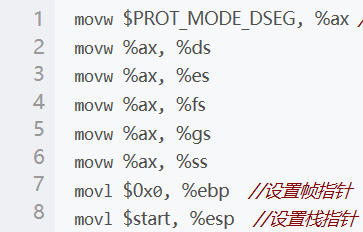 1 movw $PROT_MODE_DSEG, %ax /
2 movw %ax, %ds
3 movw %ax, %es
4 movw %ax, %fs
5 movw %ax, %gs
6 movw %ax, %ss
7 movl $0x0, %ebp //设置帧指针
8 movl $start, %esp //设置栈指针